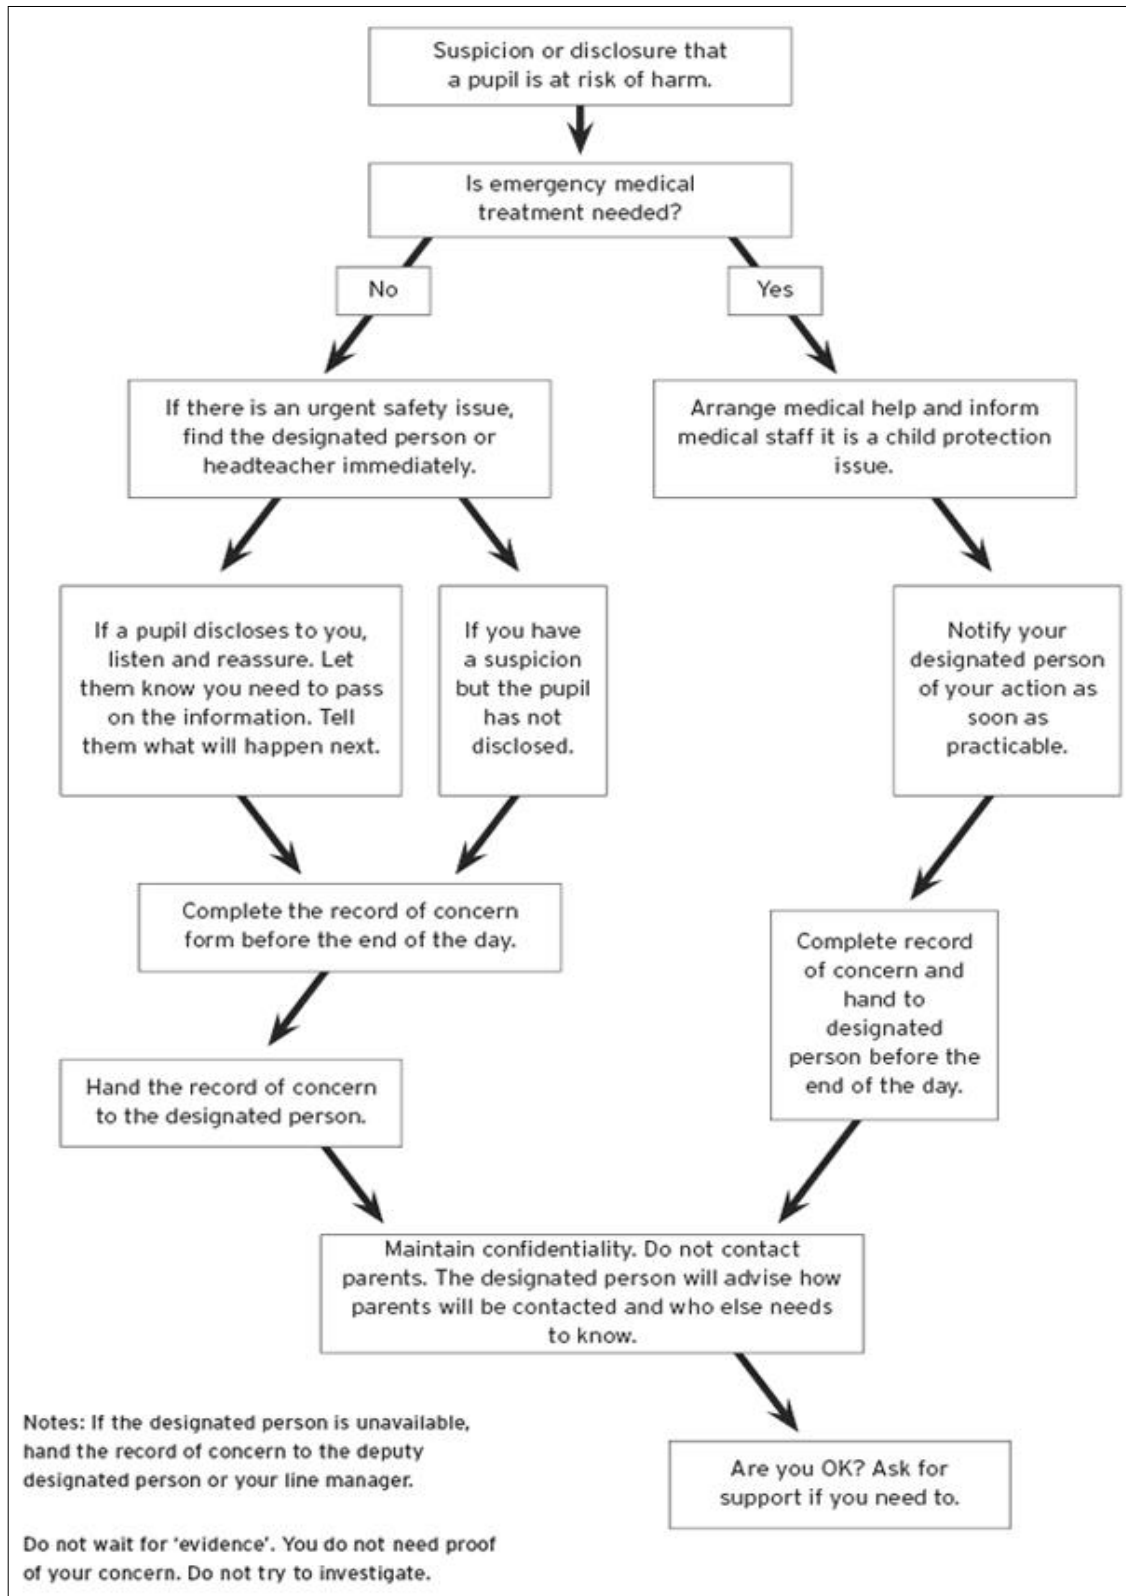 Suspicion or disclosure that
a pupil is at risk of harm.
Is emergency medical
treatment needed?
No
Yes
If there is an urgent safety issue,
find the designated person or
headteacher immediately.
Arrange medical help and inform
medical staff it is a child protection
issue.
If a pupil discloses to you,
listen and reassure. Let
them know you need to pass
on the information. Tell
them what will happen next.
If you have
a suspicion
but the pupil
has not
disclosed.
Notify your
designated person
of your action as
soon as
practicable.
Complete the record of concern
form before the end of the day.
Complete record
of concern and
hand to
designated
person before the
end of the day.
Hand the record of concern
to the designated person.
Maintain confidentiality. Do not contact
parents. The designated person will advise how
parents will be contacted and who else needs
to know.
Notes: If the designated person is unavailable,
hand the record of concern to the deputy
designated person or your line manager.
Are you OK? Ask for
support if you need to.
Do not wait for ‘evidence’. You do not need proof
of your concern. Do not try to investigate.